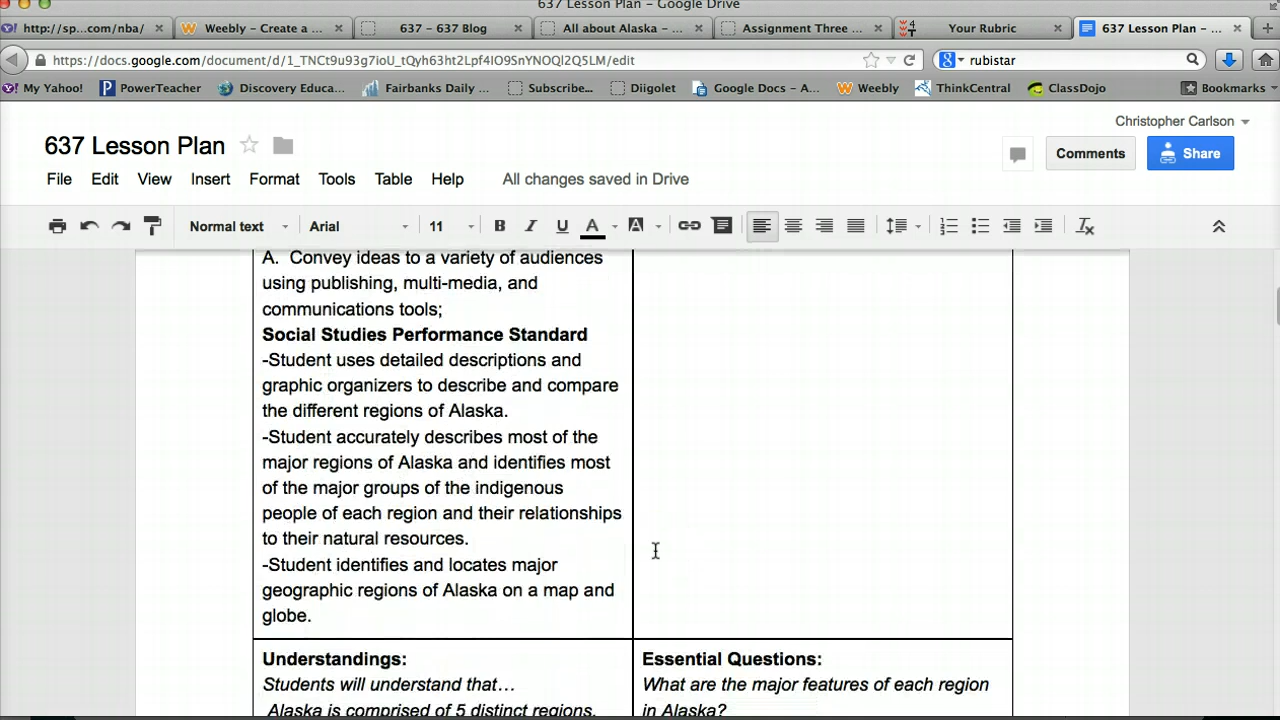 637 Lesson Plan - Google Drive
http://sp...com/nba/ Weebly - Create a ... 637 - 637 Blog All about Alaska - ... Assignment Three ... Your Rubric 637 Lesson Plan - ...
https://docs.google.com/document/d/1_TNCt9u93g7ioU_tQyh63ht2Lpf4IO9SnYNOQl2Q5LM/edit rubistar
My Yahoo! PowerTeacher Discovery Educa... Fairbanks Daily ... Subscribe... Diigolet Google Docs - A... Weebly ThinkCentral ClassDojo Bookmarks
Christopher Carlson
637 Lesson Plan Comments Share
File Edit View Insert Format Tools Table Help All changes saved in Drive
Normal text Arial 11 B I U A A
A. Convey ideas to a variety of audiences
using publishing, multi-media, and
communications tools;
Social Studies Performance Standard
-Student uses detailed descriptions and
graphic organizers to describe and compare
the different regions of Alaska.
-Student accurately describes most of the
major regions of Alaska and identifies most
of the major groups of the indigenous
people of each region and their relationships
to their natural resources.
-Student identifies and locates major
geographic regions of Alaska on a map and
globe.
Understandings:
Students will understand that…
Alaska is comprised of 5 distinct regions.
Essential Questions:
What are the major features of each region
in Alaska?